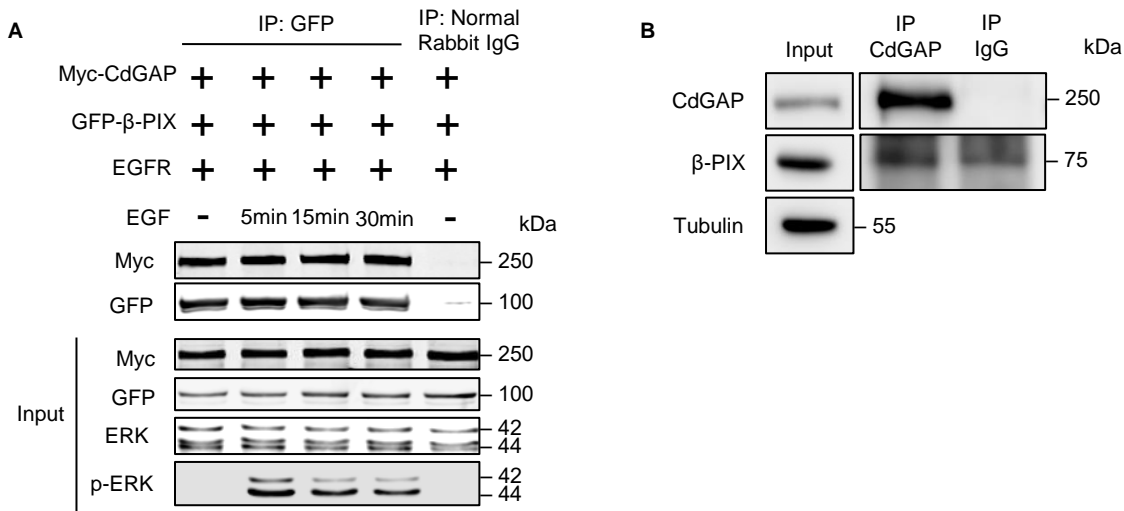 A
IP: GFP
IP: Normal
Rabbit IgG
Myc-CdGAP + + + + +
GFP-β-PIX + + + + +
EGFR + + + + +
EGF - 5min 15min 30min - kDa
Myc 250
GFP 100
Input
Myc 250
GFP 100
ERK 42
44
p-ERK 42
44
B
Input
IP
CdGAP
IP
IgG
kDa
CdGAP 250
β-PIX 75
Tubulin 55